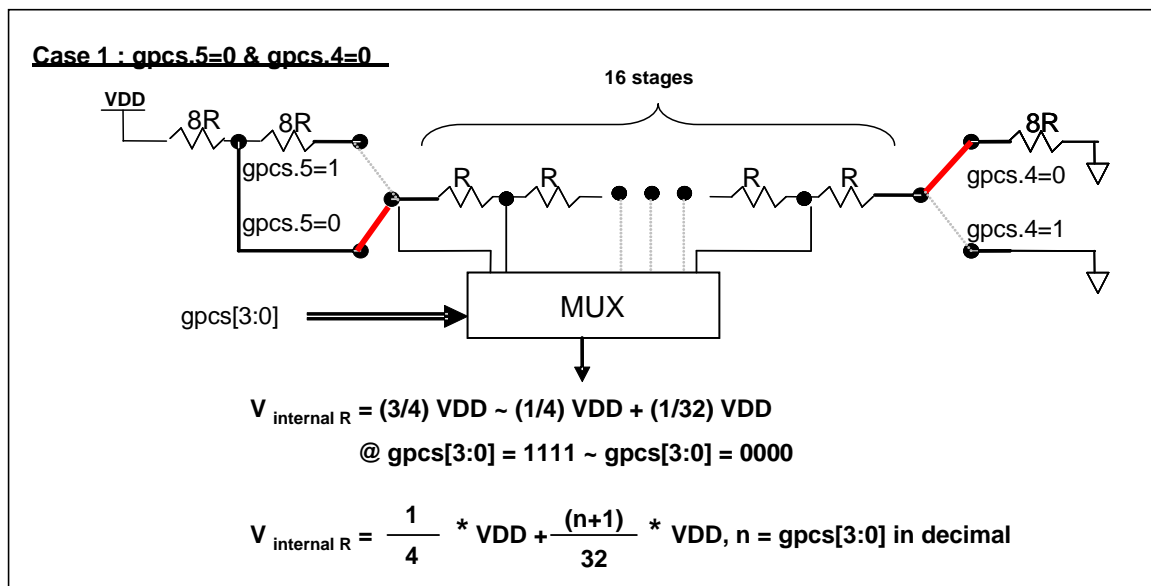 Case 1 : gpcs.5=0 & gpcs.4=0
16 stages
VDD
8R 8R 8R
gpcs.5=1
R R R R
gpcs.4=0
gpcs.5=0
gpcs.4=1
MUX
gpcs[3:0]
V internal R = (3/4) VDD ~ (1/4) VDD + (1/32) VDD
@ gpcs[3:0] = 1111 ~ gpcs[3:0] = 0000
V internal R = 1/4 * VDD + (n+1)/32 * VDD, n = gpcs[3:0] in decimal